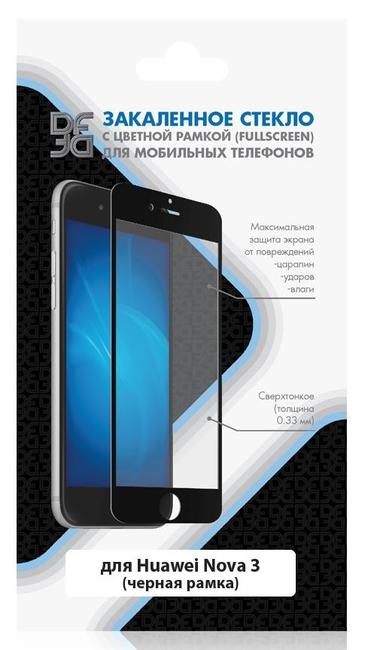 DF
ЗАКАЛЕННОЕ СТЕКЛО
С ЦВЕТНОЙ РАМКОЙ (FULLSCREEN)
ДЛЯ МОБИЛЬНЫХ ТЕЛЕФОНОВ
Максимальная
защита экрана
от повреждений
-царапин
-ударов
-влаги
Сверхтонкое
(толщина
0.33 мм)
для Huawei Nova 3
(черная рамка)